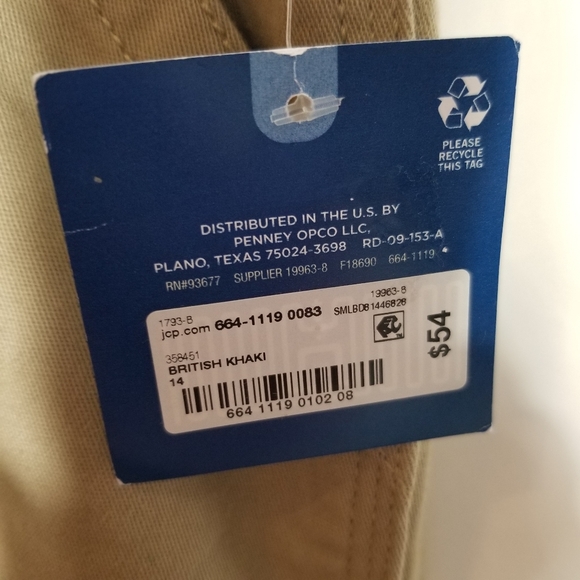 PLEASE
RECYCLE
THIS TAG
DISTRIBUTED IN THE U.S. BY
PENNEY OPCO LLC,
PLANO, TEXAS 75024-3698 RD-09-153-A
RN#93677 SUPPLIER 19963-8 F18690 664-1119
1793-8 19963-8
jcp.com 664-1119 0083 SMLBD81446828
358451
BRITISH KHAKI
14
$54
664 1119 0102 08